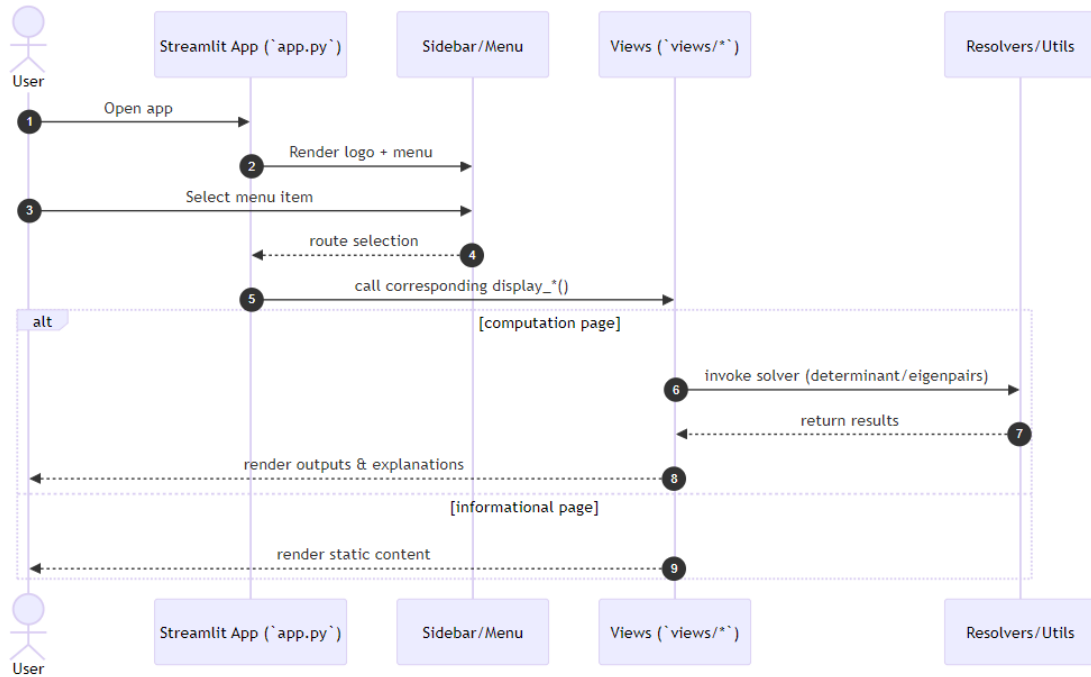 Streamlit App (`app.py`)
Sidebar/Menu
Views (`views/*`)
Resolvers/Utils
User
Open app
1
Render logo + menu
2
Select menu item
3
route selection
4
call corresponding display_*()
5
alt
[computation page]
invoke solver (determinant/eigenpairs)
6
return results
7
render outputs & explanations
8
[informational page]
render static content
9
Streamlit App (`app.py`)
Sidebar/Menu
Views (`views/*`)
Resolvers/Utils
User